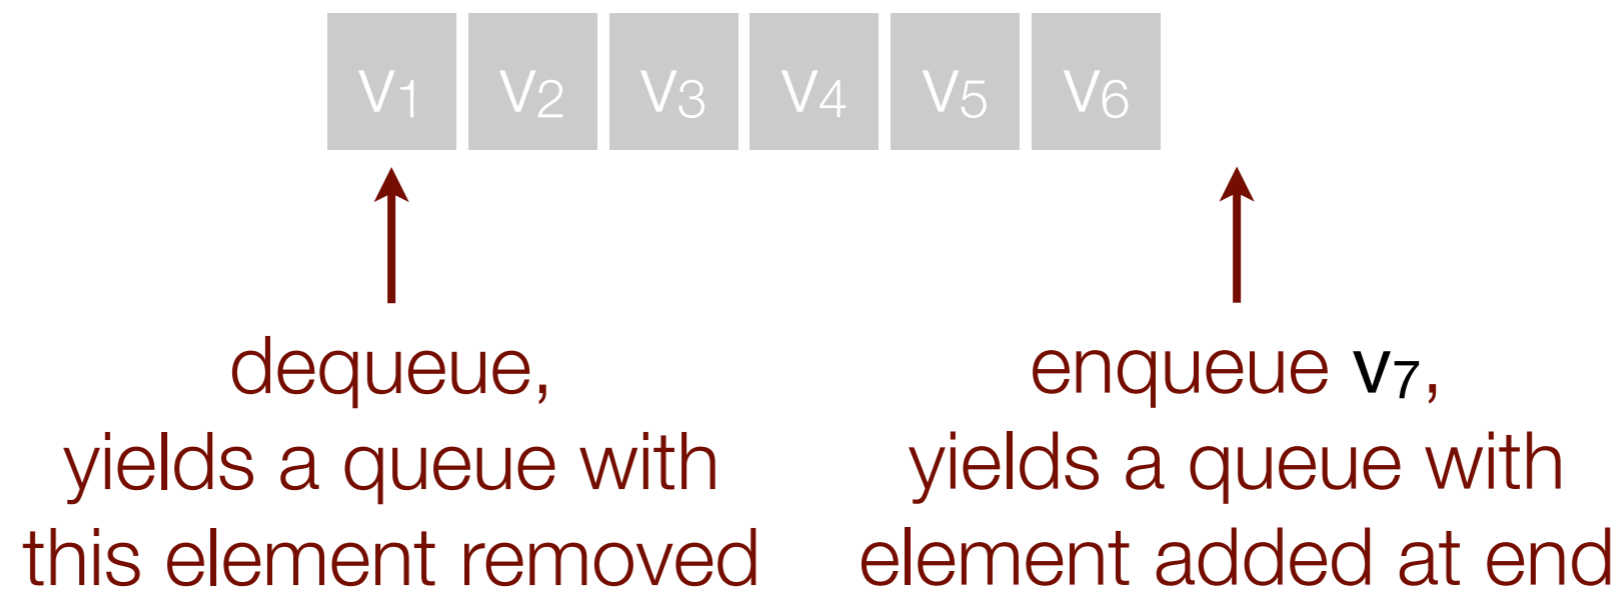 v1 v2 v3 v4 v5 v6
dequeue,
yields a queue with
this element removed
enqueue v7,
yields a queue with
element added at end